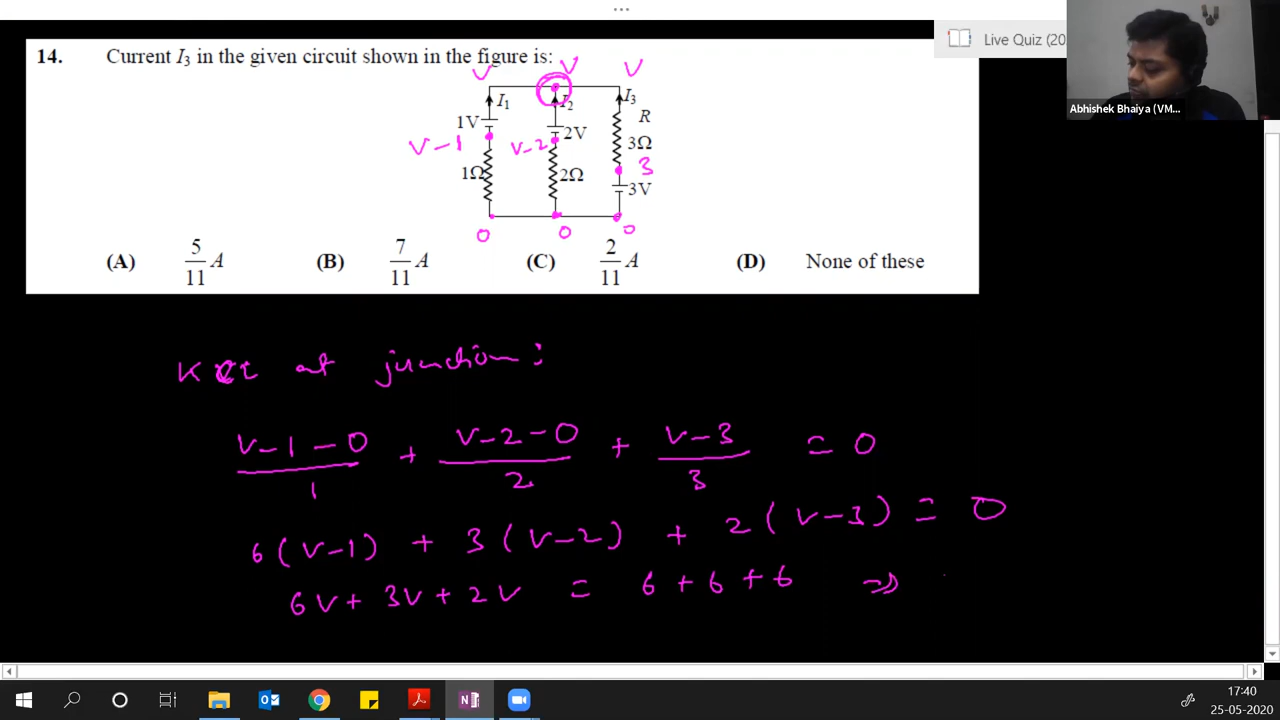 Live Quiz (20
Abhishek Bhaiya (VM...
14. Current I3 in the given circuit shown in the figure is:
V V V
I1 I2 I3
R
1V 2V 3Ω
V-1 V-2 3
1Ω 2Ω 3V
0 0 0
(A) 5/11 A (B) 7/11 A (C) 2/11 A (D) None of these
KCL at junction:
V-1-0/1 + V-2-0/2 + V-3/3 = 0
6(V-1) + 3(V-2) + 2(V-3) = 0
6V + 3V + 2V = 6 + 6 + 6 ⇒
17:40
25-05-2020